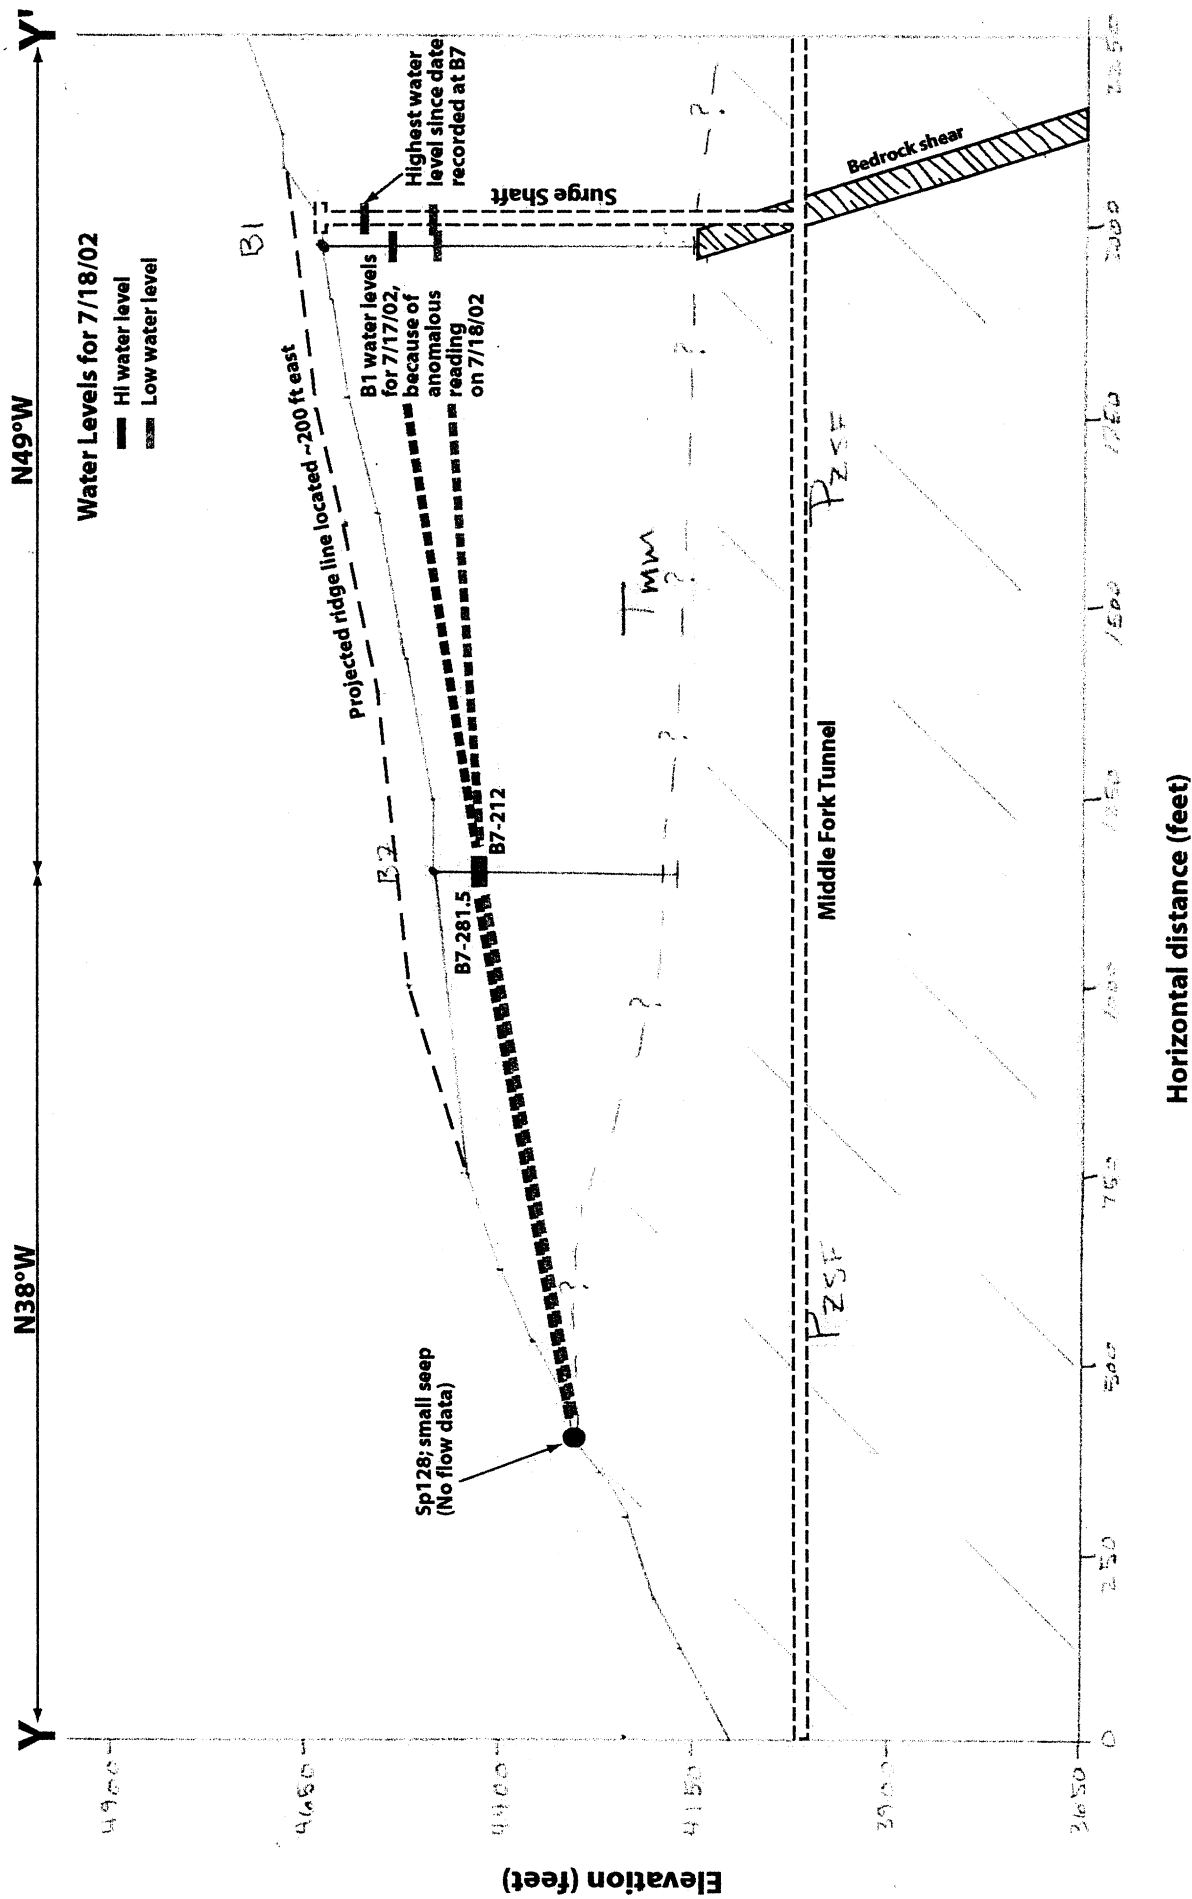 Y
N38°W
N49°W
Y'
Water Levels for 7/18/02
Hi water level
Low water level
B1
Projected ridge line located ~200 ft east
B7
Highest water
level since date
recorded at B7
B1 water levels
for 7/17/02,
because of
anomalous
reading
on 7/18/02
Surge Shaft
Sp128; small seep
(No flow data)
B7-281.5
B7-212
?
?
?
?
?
?
Tmm
Bedrock shear
PzSF
PzSF
Middle Fork Tunnel
Elevation (feet)
4900
4650
4400
4150
3900
3650
0
250
500
750
1000
1250
1500
1750
2000
2250
Horizontal distance (feet)